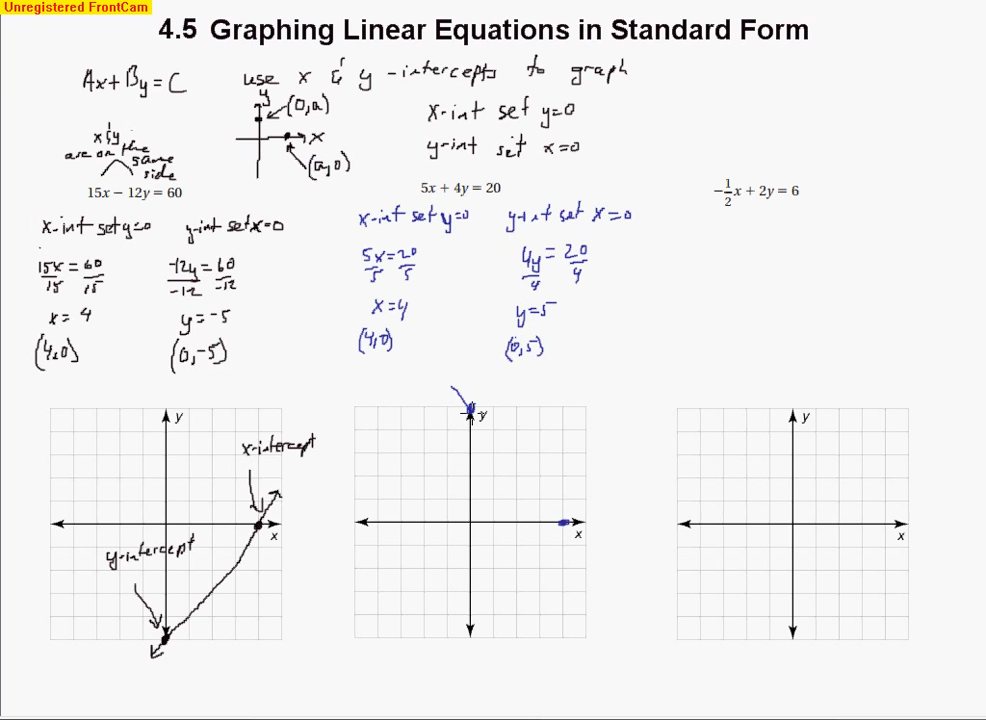 Unregistered FrontCam
4.5 Graphing Linear Equations in Standard Form
Ax+By=C
use x & y-intercepts to graph
y
(0,a)
x
(a,0)
x-int set y=0
y-int set x=0
x & y
are on the
same
side
15x − 12y = 60
x-int set y=0
y-int set x=0
15x = 60
15 15
-12y = 60
-12 -12
x = 4
y = -5
(4,0)
(0,-5)
5x + 4y = 20
x-int set y=0
y-int set x=0
5x = 20
5 5
4y = 20
4 4
x=4
y=5
(4,0)
(0,5)
−1/2x + 2y = 6
y
x-intercept
x
y-intercept
y
x
y
x